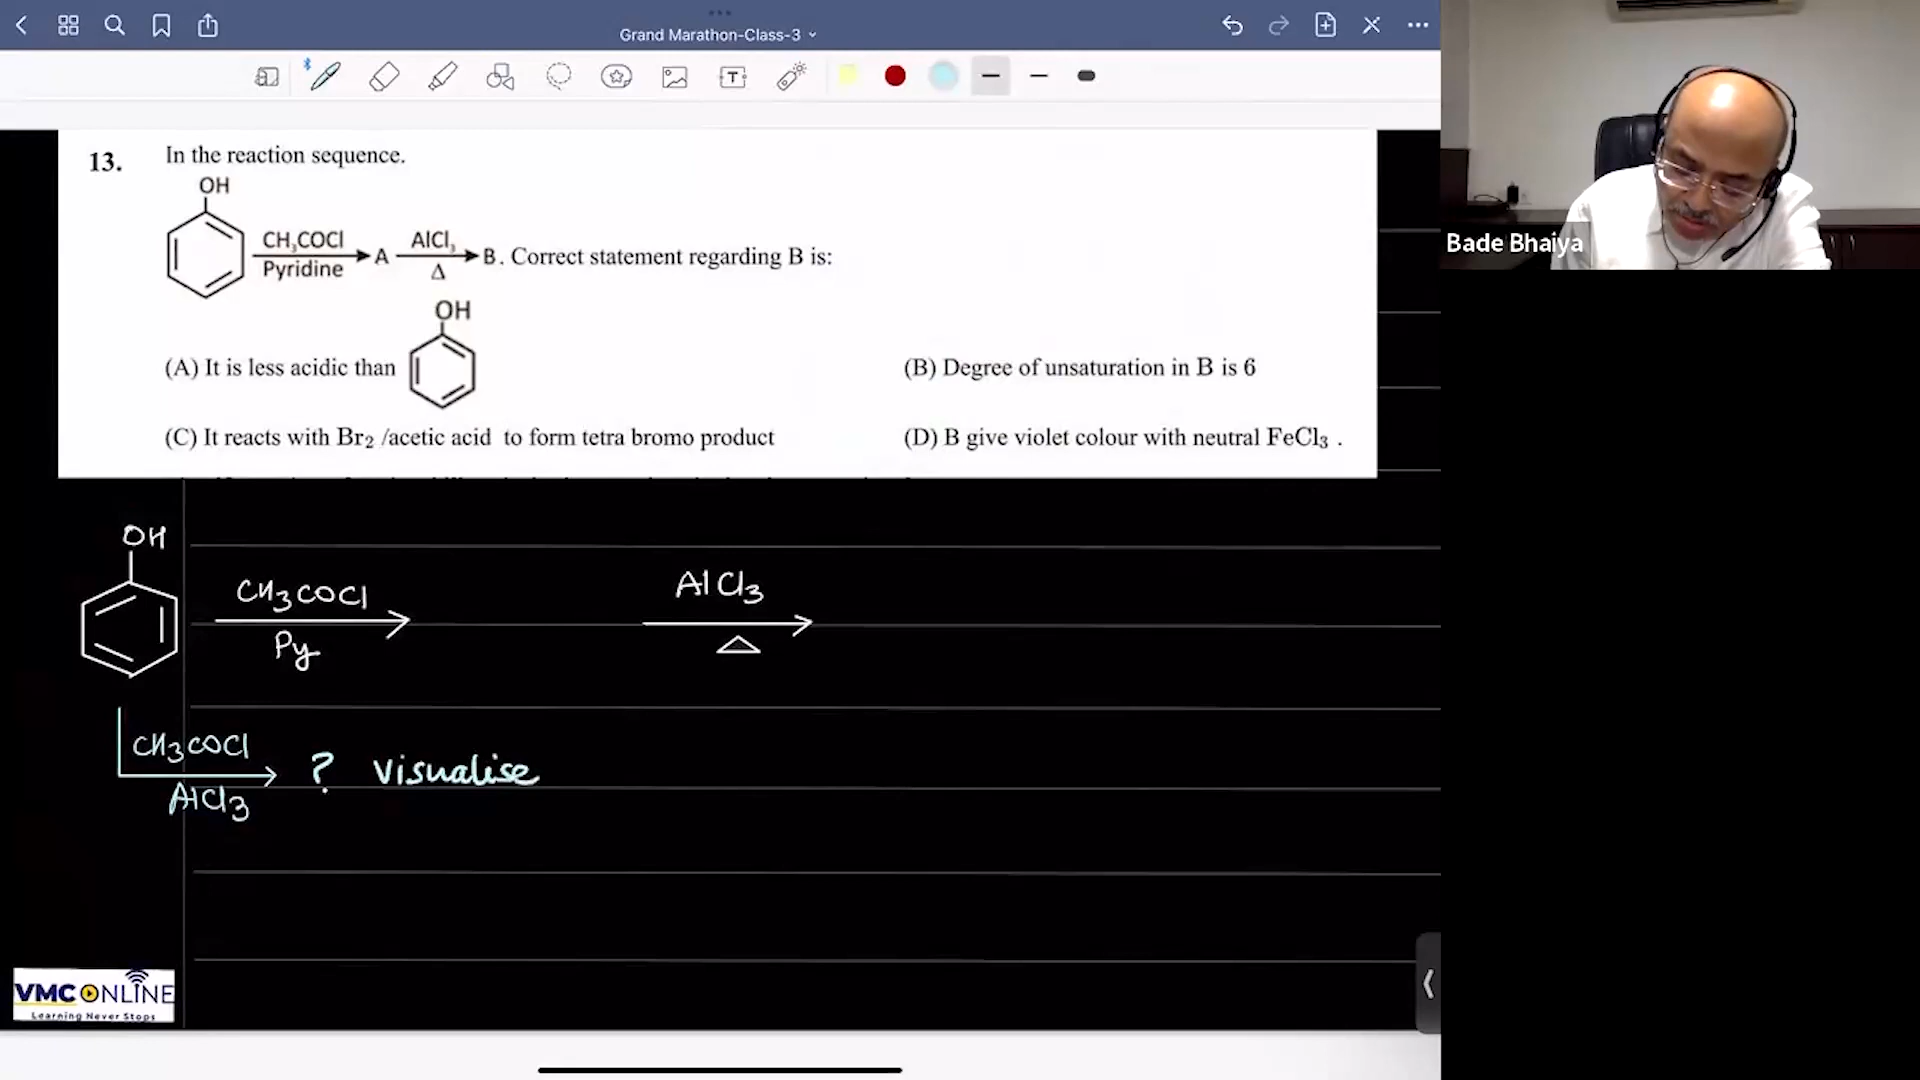 Grand Marathon-Class-3
T
Bade Bhaiya
13. In the reaction sequence.
OH
CH3COCl
Pyridine
A
AlCl3
Δ
B. Correct statement regarding B is:
OH
(A) It is less acidic than
(B) Degree of unsaturation in B is 6
(C) It reacts with Br2 /acetic acid to form tetra bromo product
(D) B give violet colour with neutral FeCl3 .
OH
CH3COCl
Py
AlCl3
Δ
CH3COCl
AlCl3
? Visualise
VMC ONLINE
Learning Never Stops